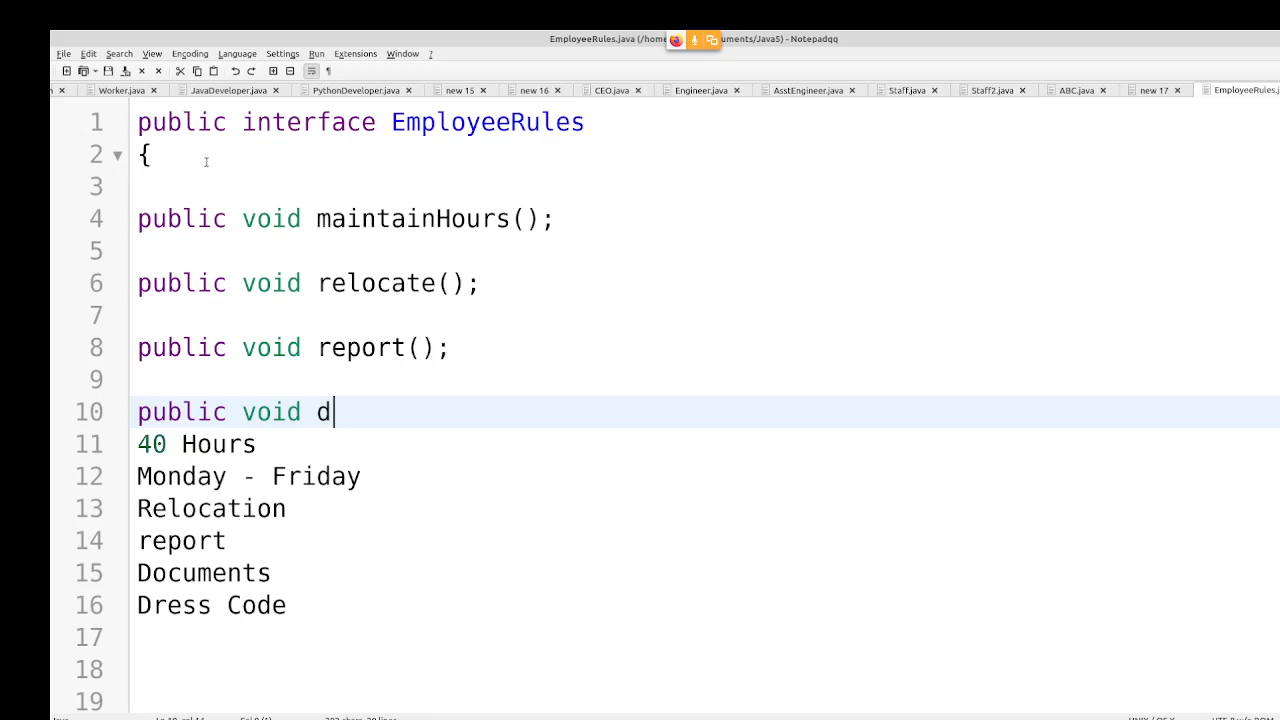 EmployeeRules.java (/home uments/Java5) - Notepadqq
File Edit Search View Encoding Language Settings Run Extensions Window ?
Worker.java JavaDeveloper.java PythonDeveloper.java new 15 new 16 CEO.java Engineer.java AsstEngineer.java Staff.java Staff2.java ABC.java new 17 EmployeeRules.j
1 public interface EmployeeRules
2 {
3
4 public void maintainHours();
5
6 public void relocate();
7
8 public void report();
9
10 public void d
11 40 Hours
12 Monday - Friday
13 Relocation
14 report
15 Documents
16 Dress Code
17
18
19